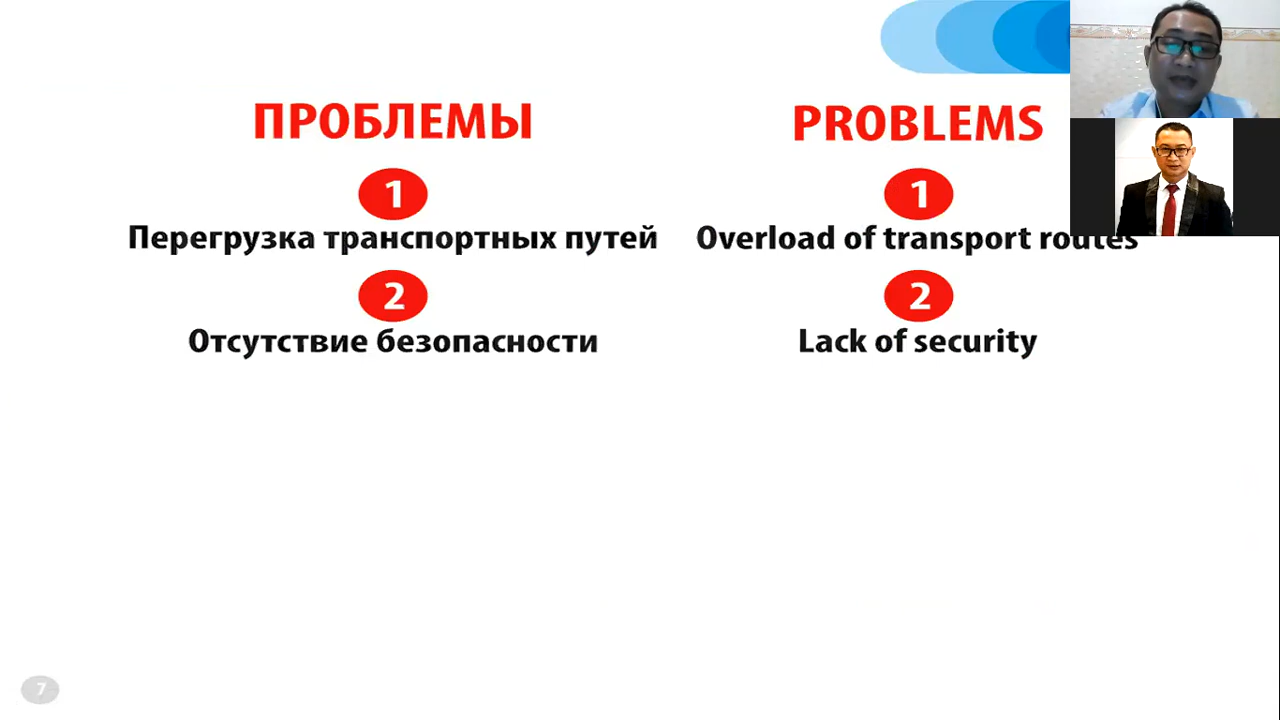 ПРОБЛЕМЫ
1
Перегрузка транспортных путей
2
Отсутствие безопасности
PROBLEMS
1
Overload of transport routes
2
Lack of security
7